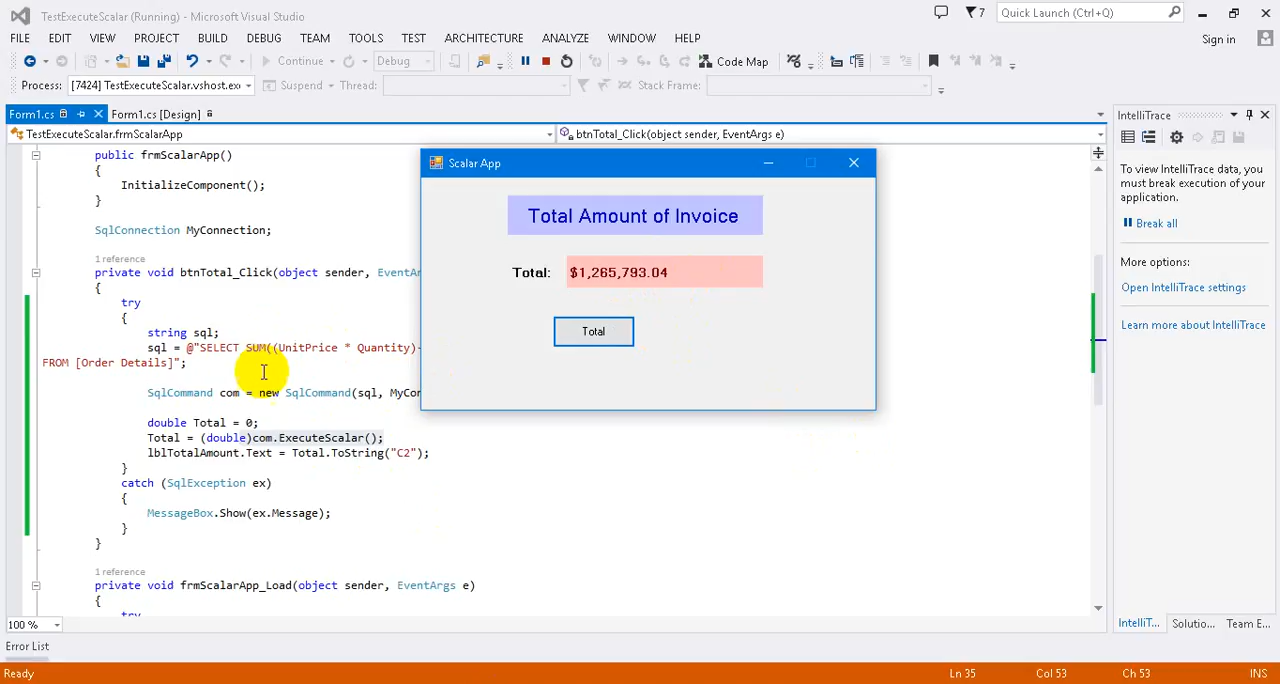 TestExecuteScalar (Running) - Microsoft Visual Studio
7
Quick Launch (Ctrl+Q)
FILE EDIT VIEW PROJECT BUILD DEBUG TEAM TOOLS TEST ARCHITECTURE ANALYZE WINDOW HELP
Sign in
Continue Debug Code Map
Process: [7424] TestExecuteScalar.vshost.ex Suspend Thread: Stack Frame:
Form1.cs Form1.cs [Design]
TestExecuteScalar.frmScalarApp btnTotal_Click(object sender, EventArgs e)
public frmScalarApp()
{
InitializeComponent();
}
SqlConnection MyConnection;
1 reference
private void btnTotal_Click(object sender, EventA
{
try
{
string sql;
sql = @"SELECT SUM((UnitPrice * Quantity)-
FROM [Order Details]";
SqlCommand com = new SqlCommand(sql, MyCon
double Total = 0;
Total = (double)com.ExecuteScalar();
lblTotalAmount.Text = Total.ToString("C2");
}
catch (SqlException ex)
{
MessageBox.Show(ex.Message);
}
}
1 reference
private void frmScalarApp_Load(object sender, EventArgs e)
{
try
100 %
Scalar App
Total Amount of Invoice
Total: $1,265,793.04
Total
IntelliTrace
To view IntelliTrace data, you
must break execution of your
application.
Break all
More options:
Open IntelliTrace settings
Learn more about IntelliTrace
IntelliT... Solutio... Team E...
Error List
Ready Ln 35 Col 53 Ch 53 INS